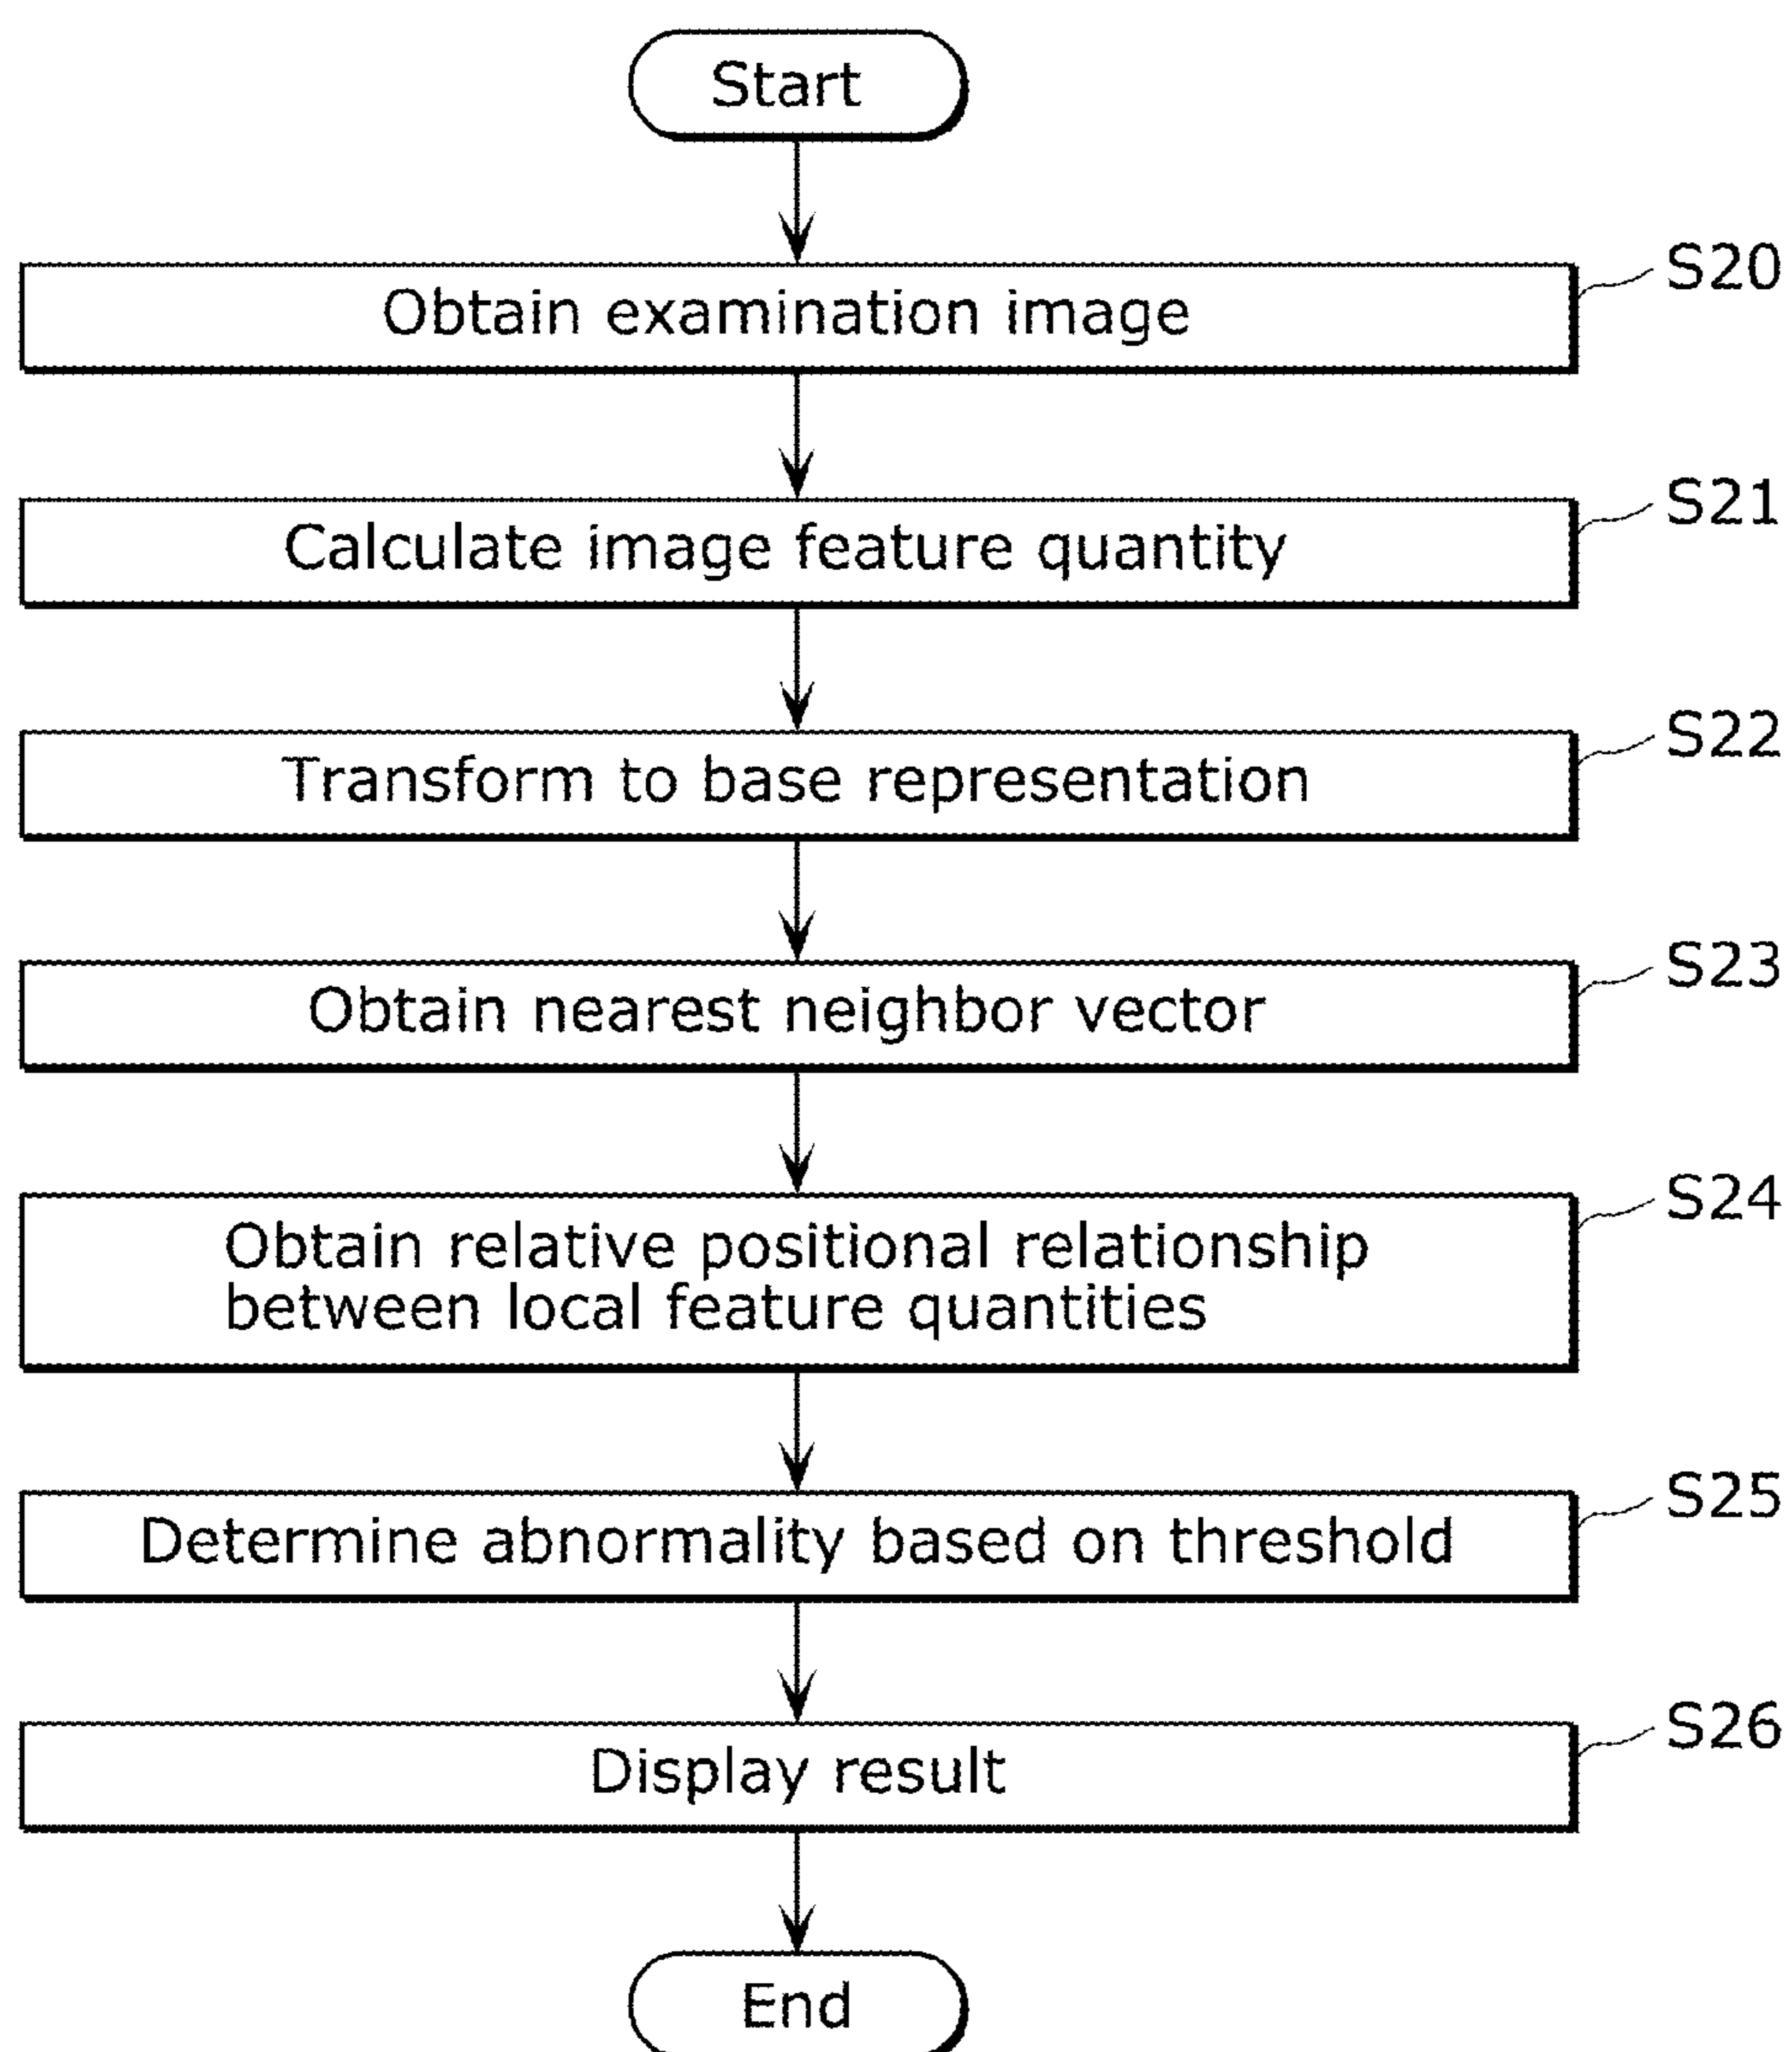 Start
Obtain examination image
S20
Calculate image feature quantity
S21
Transform to base representation
S22
Obtain nearest neighbor vector
S23
Obtain relative positional relationship
between local feature quantities
S24
Determine abnormality based on threshold
S25
Display result
S26
End